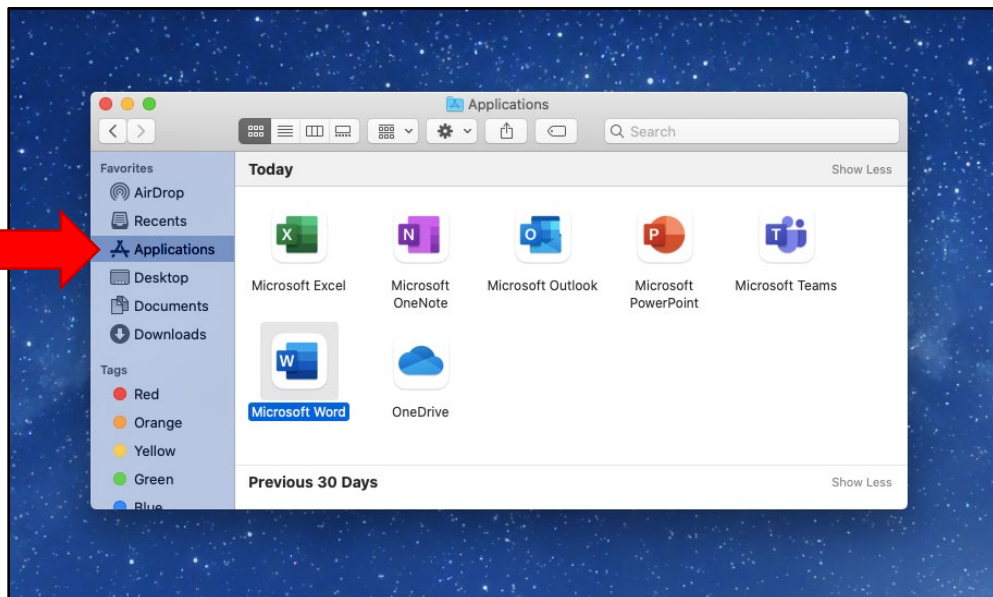 Applications
Search
Favorites
AirDrop
Recents
Applications
Desktop
Documents
Downloads
Tags
Red
Orange
Yellow
Green
Blue
Today
Show Less
X
N
O
P
T
Microsoft Excel
Microsoft
OneNote
Microsoft Outlook
Microsoft
PowerPoint
Microsoft Teams
W
Microsoft Word
OneDrive
Previous 30 Days
Show Less